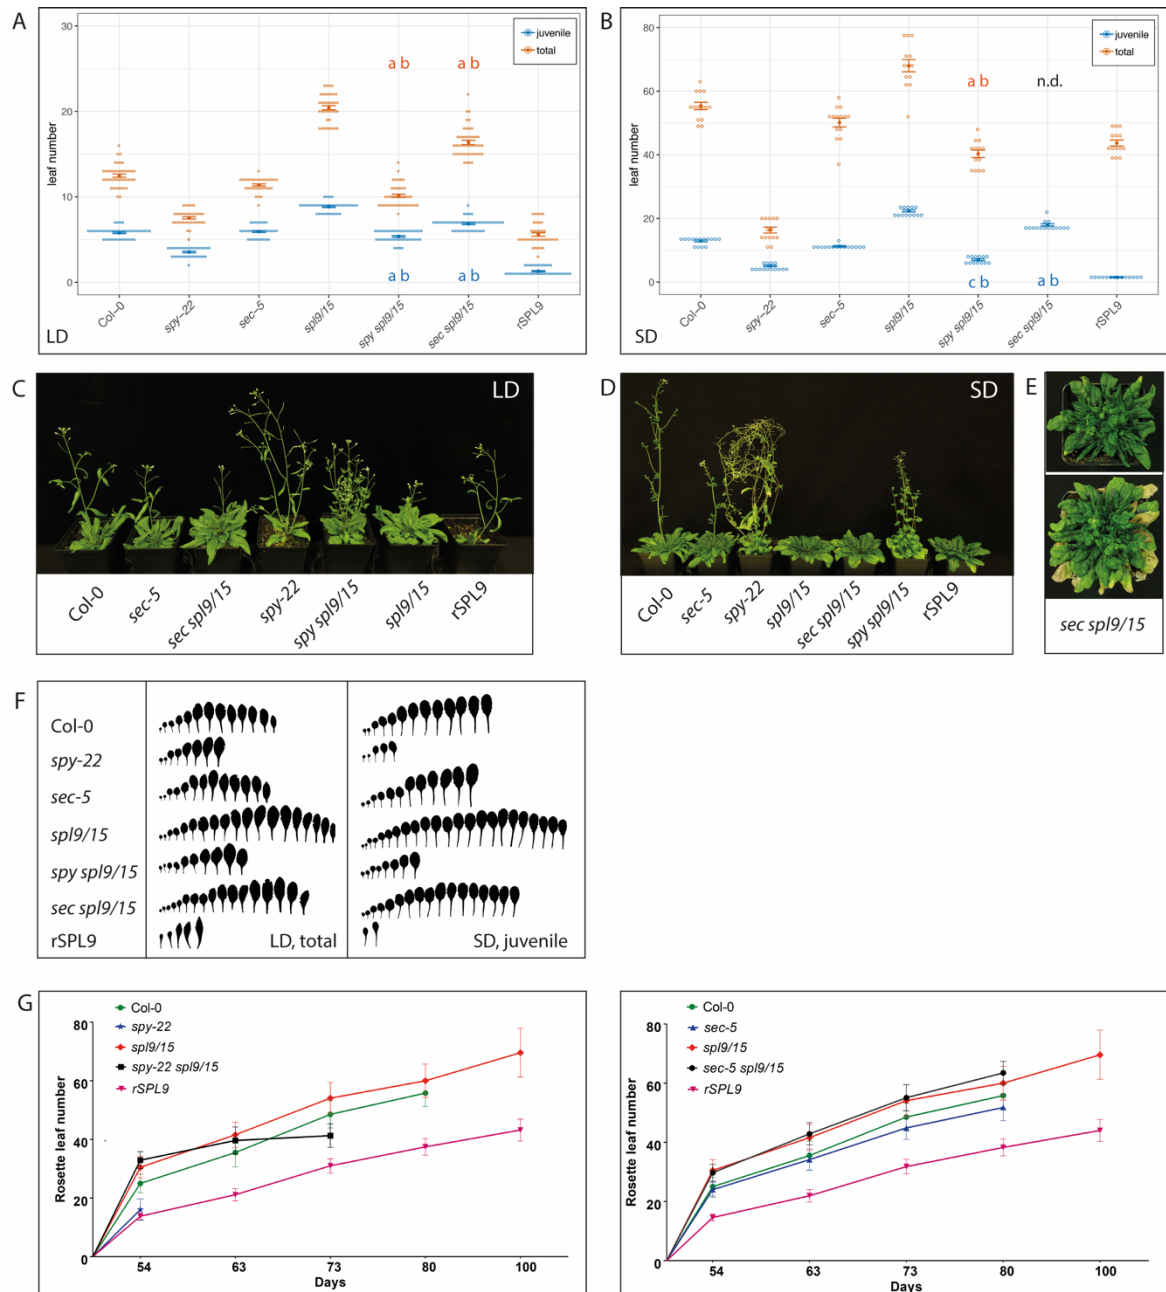 A
leaf number
30
20
10
0
juvenile
total
a b
a b
a b
a b
Col-0
spy-22
sec-5
spl9/15
spy spl9/15
sec spl9/15
rSPL9
LD
B
leaf number
80
60
40
20
0
juvenile
total
a b
n.d.
c b
a b
Col-0
spy-22
sec-5
spl9/15
spy spl9/15
sec spl9/15
rSPL9
SD
C
LD
Col-0
sec-5
sec spl9/15
spy-22
spy spl9/15
spl9/15
rSPL9
D
SD
Col-0
sec-5
spy-22
spl9/15
sec spl9/15
spy spl9/15
rSPL9
E
sec spl9/15
F
Col-0
spy-22
sec-5
spl9/15
spy spl9/15
sec spl9/15
rSPL9
LD, total
SD, juvenile
G
Col-0
spy-22
spl9/15
spy-22 spl9/15
rSPL9
Rosette leaf number
80
60
40
20
0
54 63 73 80 100
Days
Col-0
sec-5
spl9/15
sec-5 spl9/15
rSPL9
Rosette leaf number
80
60
40
20
0
54 63 73 80 100
Days